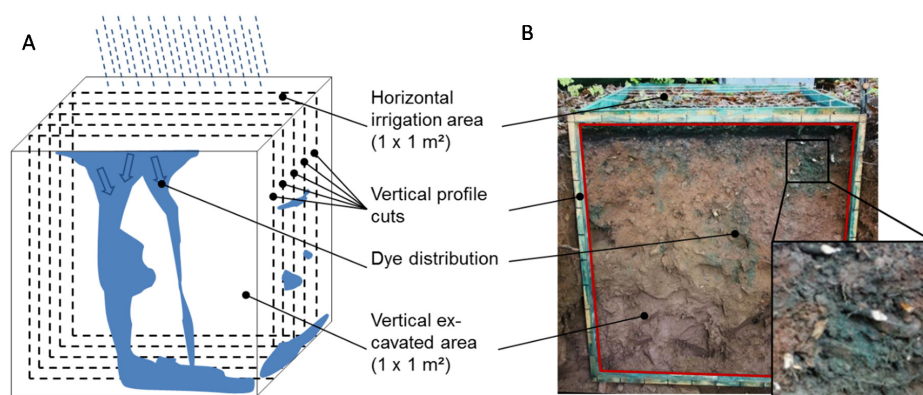 A
B
Horizontal
irrigation area
(1 x 1 m²)
Vertical profile
cuts
Dye distribution
Vertical ex-
cavated area
(1 x 1 m²)